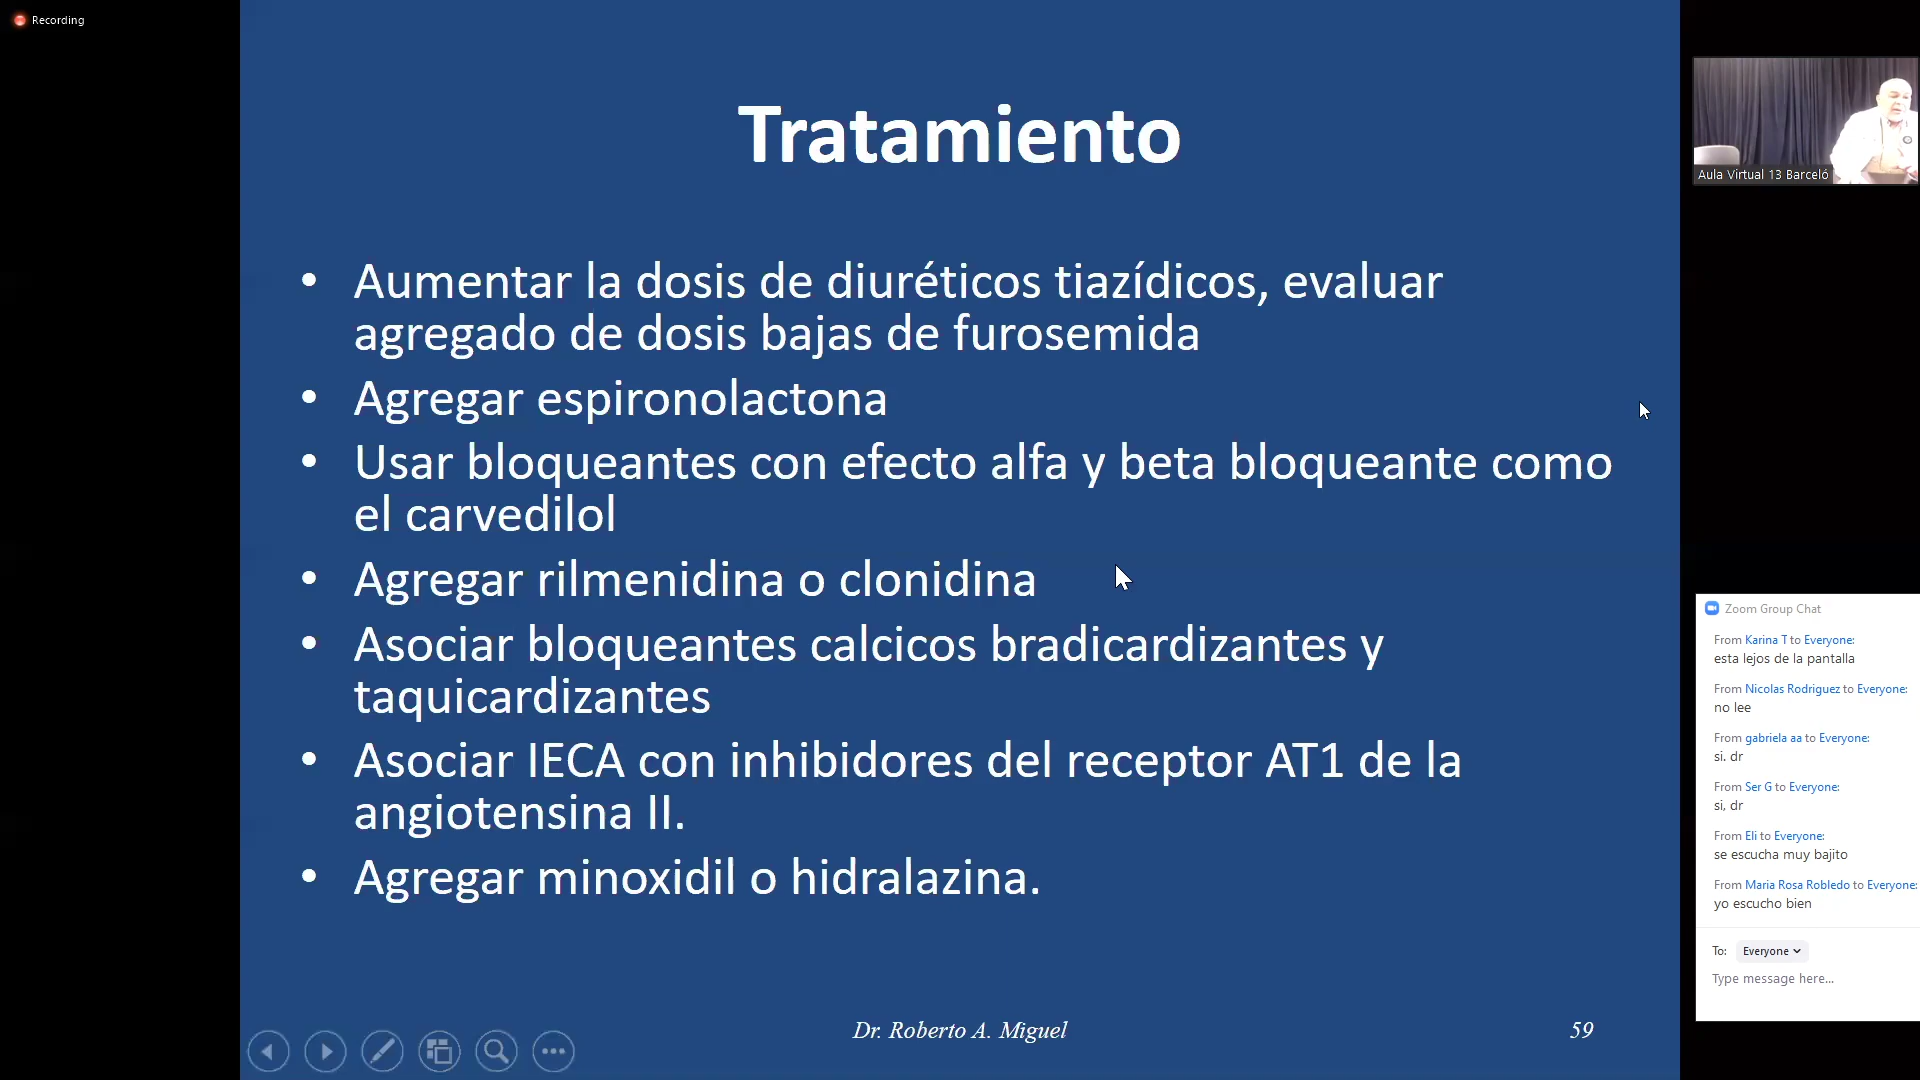 Recording
Tratamiento
• Aumentar la dosis de diuréticos tiazídicos, evaluar
agregado de dosis bajas de furosemida
• Agregar espironolactona
• Usar bloqueantes con efecto alfa y beta bloqueante como
el carvedilol
• Agregar rilmenidina o clonidina
• Asociar bloqueantes calcicos bradicardizantes y
taquicardizantes
• Asociar IECA con inhibidores del receptor AT1 de la
angiotensina II.
• Agregar minoxidil o hidralazina.
Dr. Roberto A. Miguel
59
Aula Virtual 13 Barceló
Zoom Group Chat
From Karina T to Everyone:
esta lejos de la pantalla
From Nicolas Rodriguez to Everyone:
no lee
From gabriela aa to Everyone:
si. dr
From Ser G to Everyone:
si, dr
From Eli to Everyone:
se escucha muy bajito
From Maria Rosa Robledo to Everyone:
yo escucho bien
To: Everyone
Type message here...